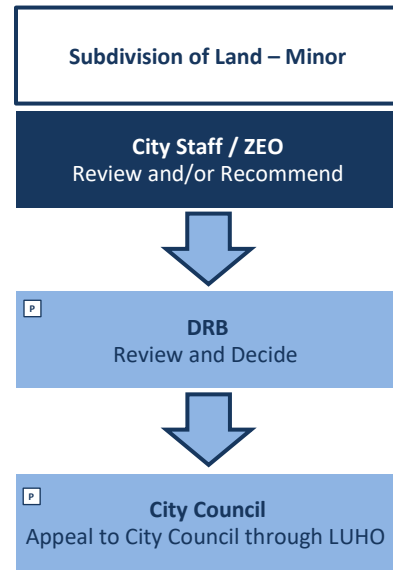 Subdivision of Land – Minor
City Staff / ZEO
Review and/or Recommend
P
DRB
Review and Decide
P
City Council
Appeal to City Council through LUHO